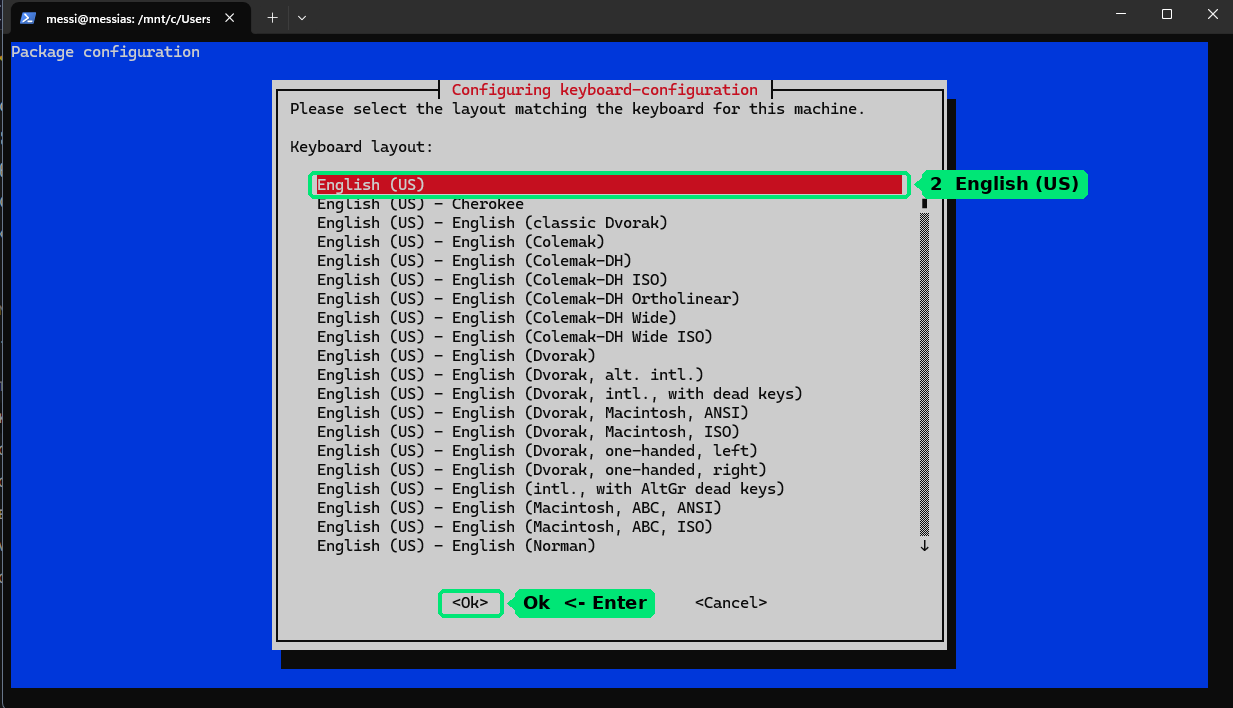 messi@messias: /mnt/c/Users
Package configuration
Configuring keyboard-configuration
Please select the layout matching the keyboard for this machine.
Keyboard layout:
English (US)
2 English (US)
English (US) - Cherokee
English (US) - English (classic Dvorak)
English (US) - English (Colemak)
English (US) - English (Colemak-DH)
English (US) - English (Colemak-DH ISO)
English (US) - English (Colemak-DH Ortholinear)
English (US) - English (Colemak-DH Wide)
English (US) - English (Colemak-DH Wide ISO)
English (US) - English (Dvorak)
English (US) - English (Dvorak, alt. intl.)
English (US) - English (Dvorak, intl., with dead keys)
English (US) - English (Dvorak, Macintosh, ANSI)
English (US) - English (Dvorak, Macintosh, ISO)
English (US) - English (Dvorak, one-handed, left)
English (US) - English (Dvorak, one-handed, right)
English (US) - English (intl., with AltGr dead keys)
English (US) - English (Macintosh, ABC, ANSI)
English (US) - English (Macintosh, ABC, ISO)
English (US) - English (Norman)
<Ok> Ok <- Enter <Cancel>